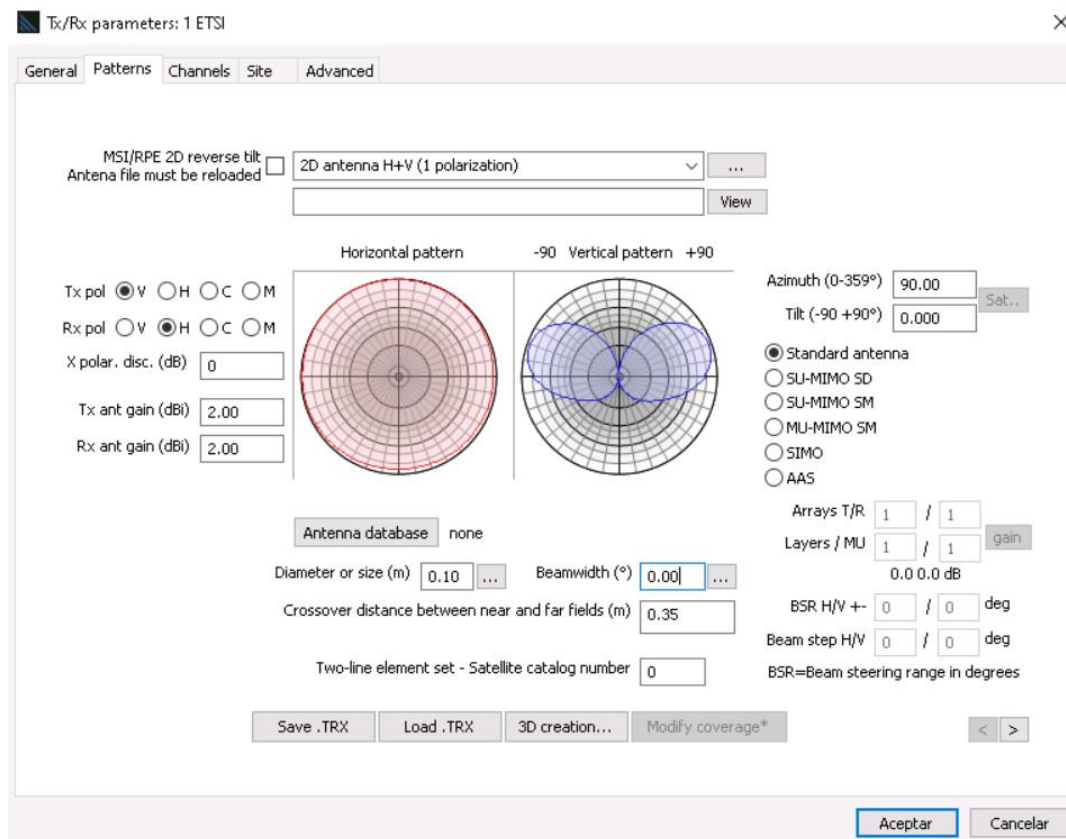 Tx/Rx parameters: 1 ETSI
General Patterns Channels Site Advanced
MSI/RPE 2D reverse tilt
Antena file must be reloaded
2D antenna H+V (1 polarization)
...
View
Horizontal pattern
-90 Vertical pattern +90
Tx pol V H C M
Rx pol V H C M
X polar. disc. (dB) 0
Tx ant gain (dBi) 2.00
Rx ant gain (dBi) 2.00
Azimuth (0-359°) 90.00
Tilt (-90 +90°) 0.000
Sat..
Standard antenna
SU-MIMO SD
SU-MIMO SM
MU-MIMO SM
SIMO
AAS
Arrays T/R 1 / 1
Layers / MU 1 / 1
gain
0.0 0.0 dB
BSR H/V +- 0 / 0 deg
Beam step H/V 0 / 0 deg
BSR=Beam steering range in degrees
Antenna database none
Diameter or size (m) 0.10 ... Beamwidth (°) 0.00 ...
Crossover distance between near and far fields (m) 0.35
Two-line element set - Satellite catalog number 0
Save .TRX Load .TRX 3D creation... Modify coverage* < >
Aceptar Cancelar